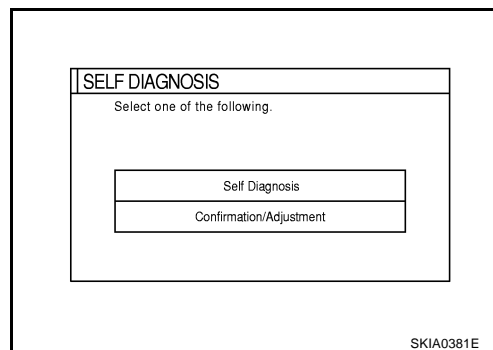 SELF DIAGNOSIS
Select one of the following.
Self Diagnosis
Confirmation/Adjustment
SKIA0381E